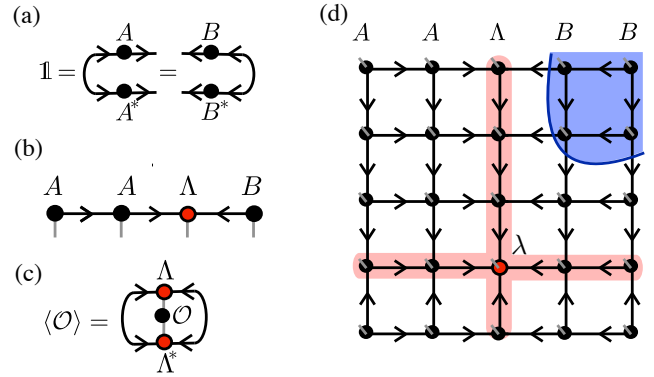 (a)
A B
𝟙 = =
A* B*
(b)
A A Λ B
(c)
Λ
⟨𝒪⟩ = 𝒪
Λ*
(d)
A A Λ B B
λ